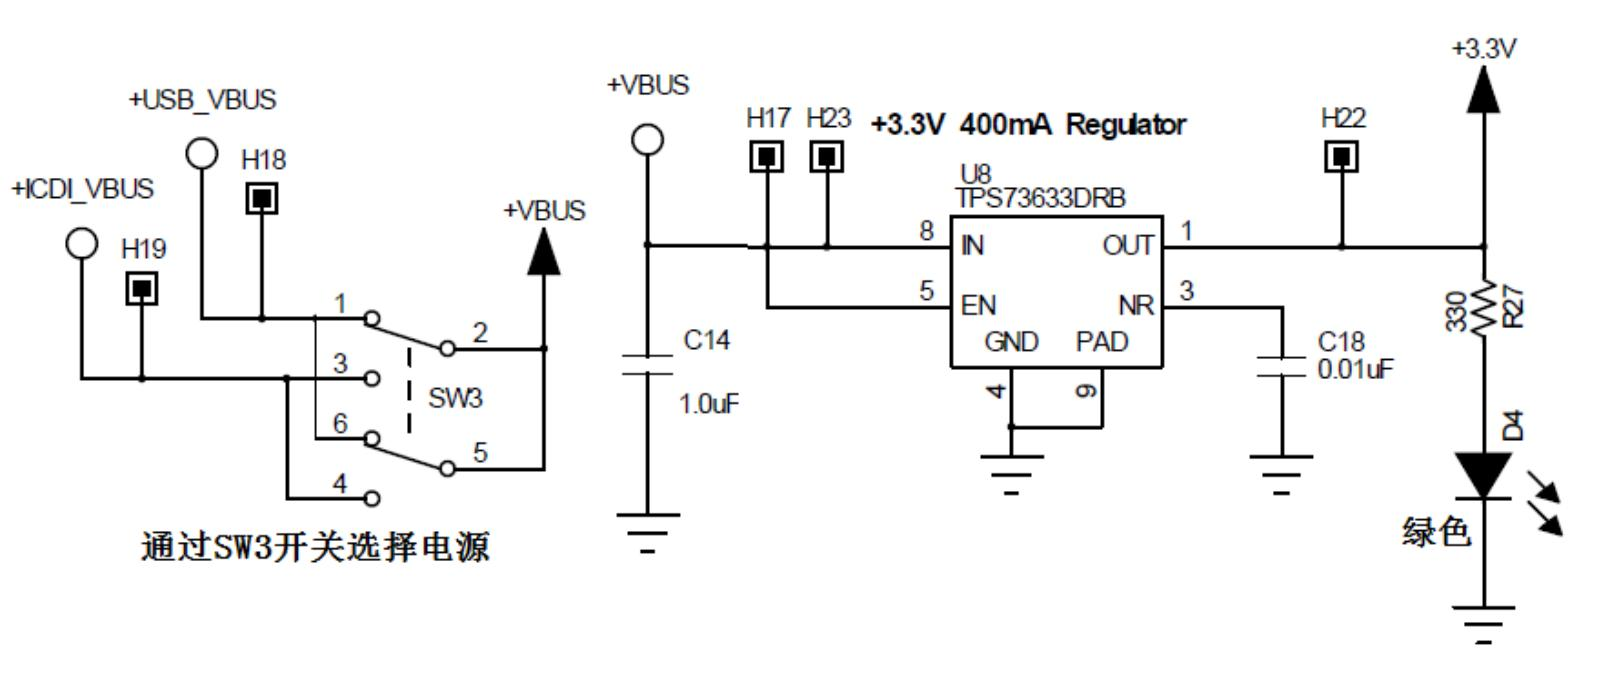 +USB_VBUS
H18
+ICDI_VBUS
H19
+VBUS
1
2
3
SW3
6
5
4
通过SW3开关选择电源
+VBUS
H17
H23
+3.3V 400mA Regulator
U8
TPS73633DRB
8
IN
OUT
1
5
EN
NR
3
GND
PAD
4
9
C14
1.0uF
C18
0.01uF
H22
+3.3V
330
R27
D4
绿色